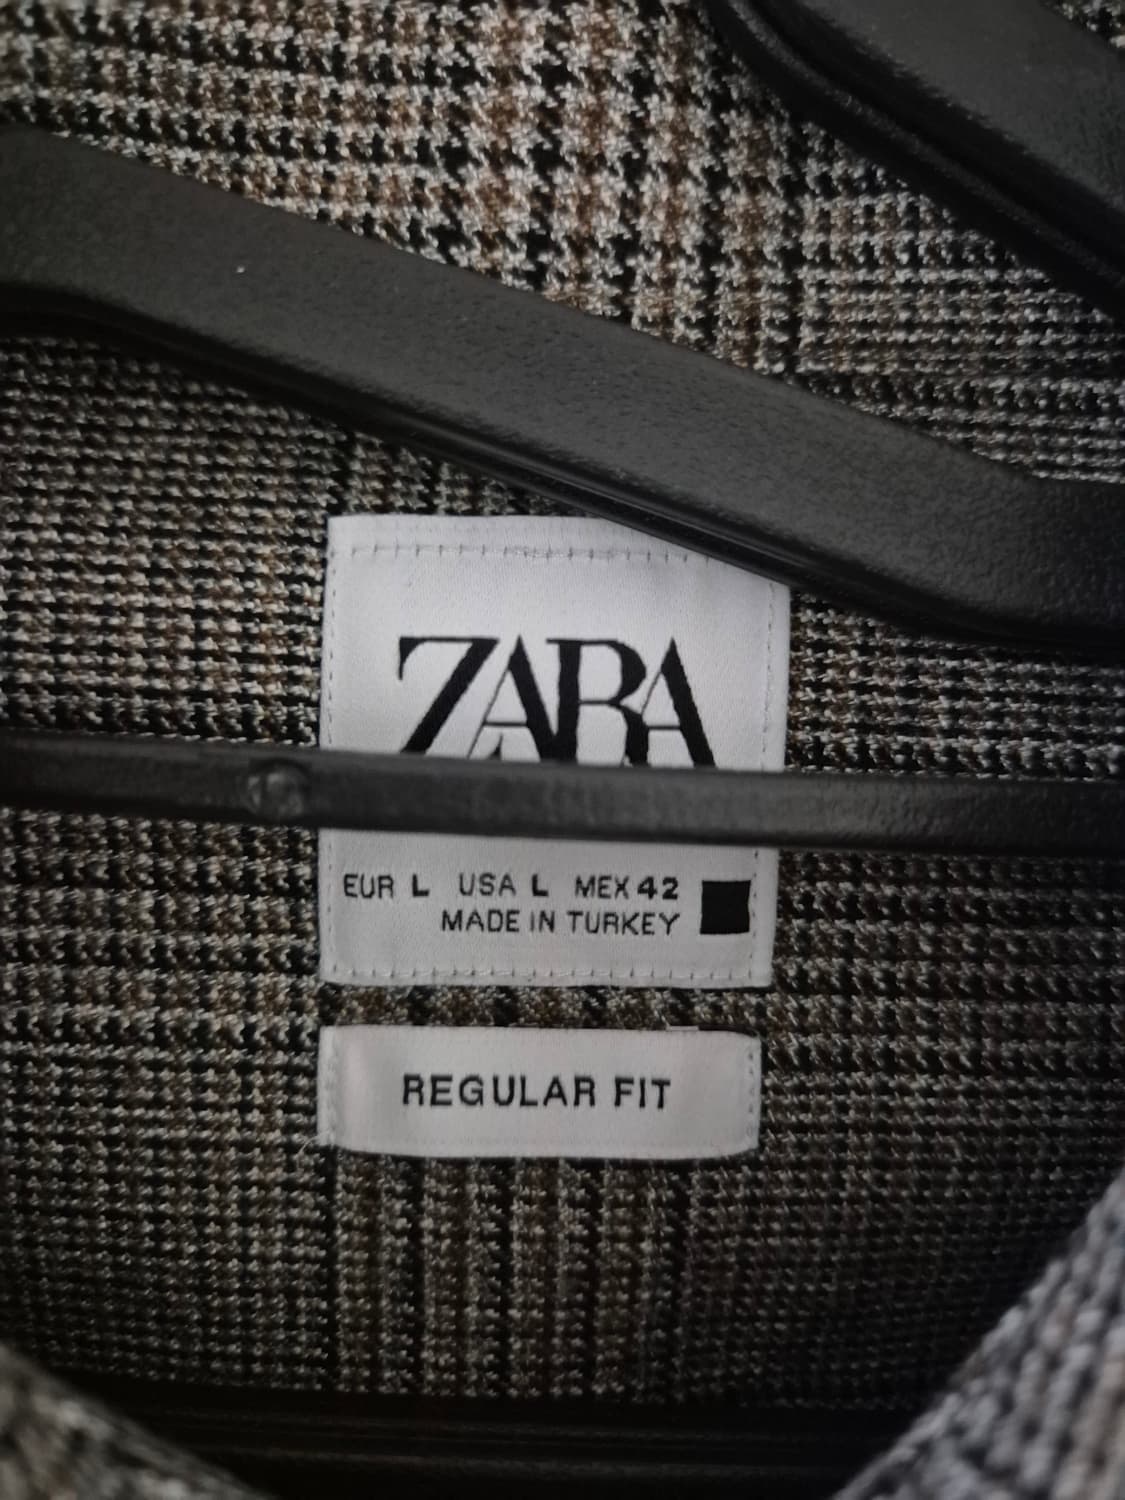 ZARA
EUR L USA L MEX 42
MADE IN TURKEY
REGULAR FIT